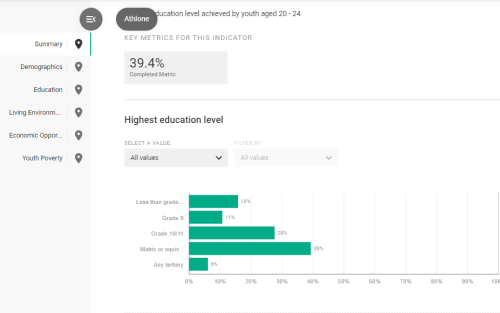 Athlone
education level achieved by youth aged 20 - 24
KEY METRICS FOR THIS INDICATOR
39.4%
Completed Matric
Summary
Demographics
Education
Living Environm...
Economic Oppor...
Youth Poverty
Highest education level
SELECT A VALUE:
FILTER BY
All values
All values
Less than grade...
16%
Grade 9
11%
Grade 10/11
28%
Matric or equiv.
39%
Any tertiary
6%
0%
10%
20%
30%
40%
50%
60%
70%
80%
90%